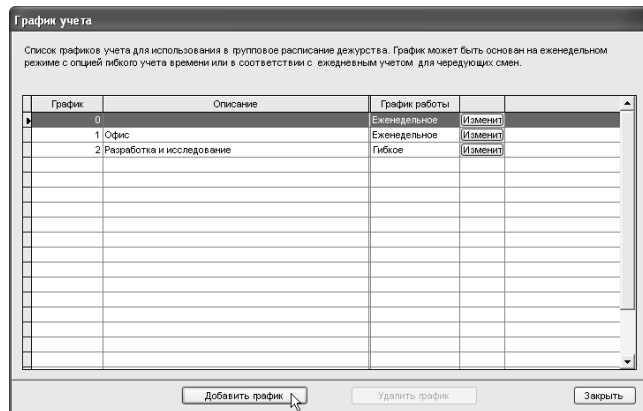 График учета
Список графиков учета для использования в групповое расписание дежурства. График может быть основан на еженедельном
режиме с опцией гибкого учета времени или в соответствии с ежедневным учетом для чередующих смен.
График Описание График работы
0 Еженедельное Изменит
1 Офис Еженедельное Изменит
2 Разработка и исследование Гибкое Изменит
Добавить график Удалить график Закрыть